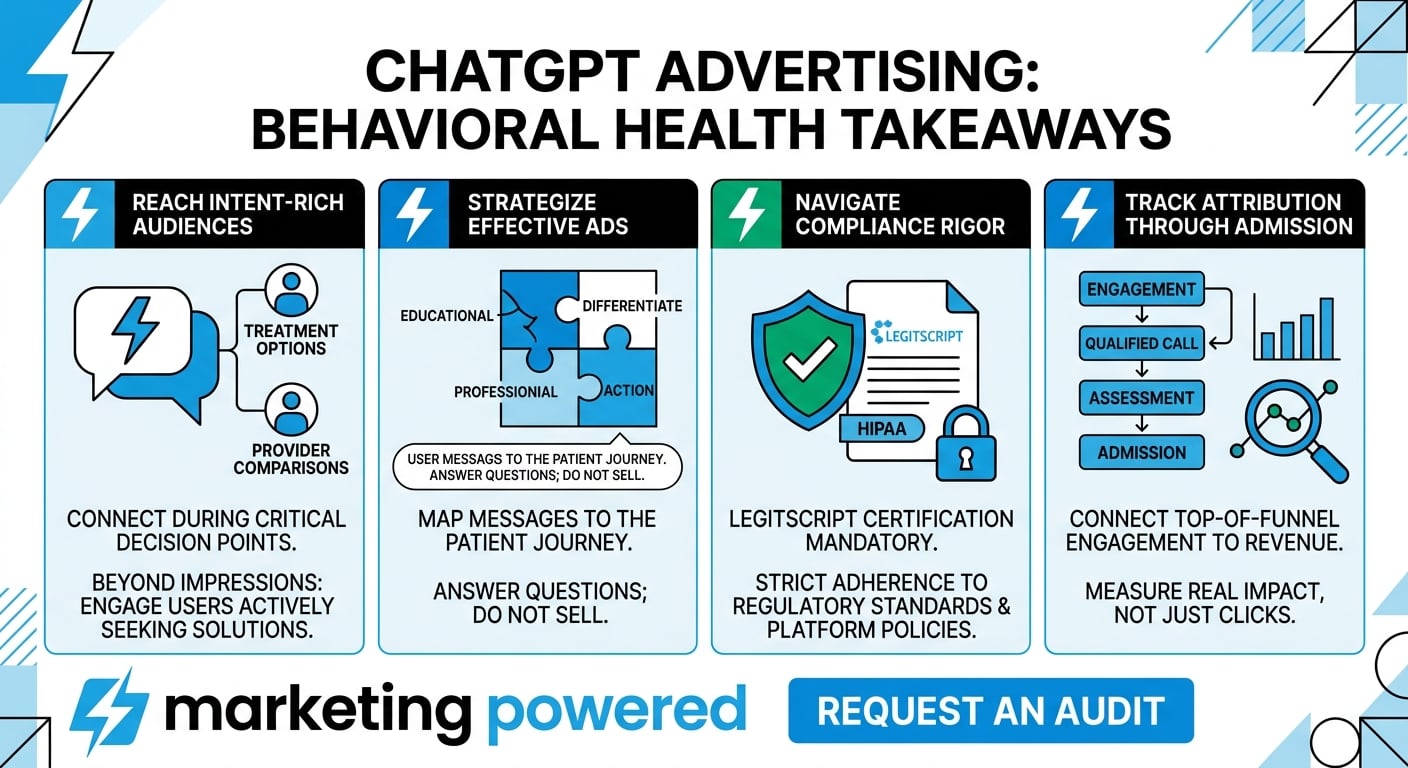 CHATGPT ADVERTISING:
BEHAVIORAL HEALTH TAKEAWAYS
REACH INTENT-RICH
AUDIENCES
TREATMENT
OPTIONS
PROVIDER
COMPARISONS
CONNECT DURING CRITICAL
DECISION POINTS.
BEYOND IMPRESSIONS:
ENGAGE USERS ACTIVELY
SEEKING SOLUTIONS.
STRATEGIZE
EFFECTIVE ADS
EDUCATIONAL
DIFFERENTIATE
PROFESSIONIAL
ACTION
USER MESSAG TO THE PATIENT JOURNEY.
ANSWER QUESTIONS; DO NOT SELL.
MAP MESSAGES TO THE
PATIENT JOURNEY.
ANSWER QUESTIONS;
DO NOT SELL.
NAVIGATE
COMPLIANCE RIGOR
LEGITSCRIPT
HIPAA
LEGITSCRIPT CERTIFICATION
MANDATORY.
STRICT ADHERENCE TO
REGULATORY STANDARDS &
PLATFORM POLICIES.
TRACK ATTRIBUTION
THROUGH ADMISSION
ENGAGEMENT
QUALIFIED CALL
ASSESSMENT
ADMISSION
CONNECT TOP-OF-FUNNEL
ENGAGEMENT TO REVENUE.
MEASURE REAL IMPACT,
NOT JUST CLICKS.
marketing powered
REQUEST AN AUDIT